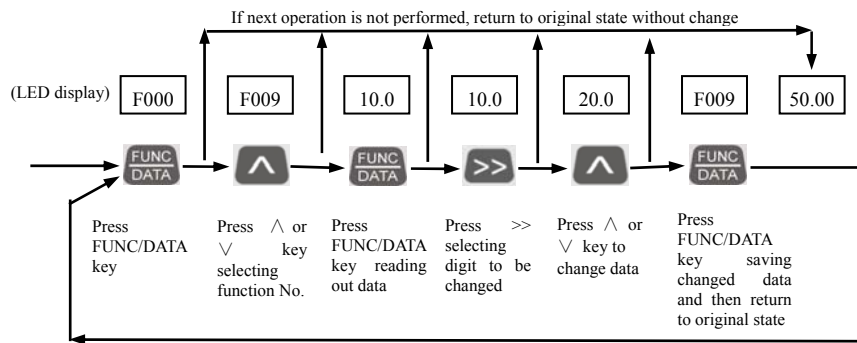 If next operation is not performed, return to original state without change
(LED display)
F000
F009
10.0
10.0
20.0
F009
50.00
FUNC
DATA
∧
FUNC
DATA
>>
∧
FUNC
DATA
Press
FUNC/DATA
key
Press ∧ or
∨ key
selecting
function No.
Press
FUNC/DATA
key reading
out data
Press >>
selecting
digit to be
changed
Press ∧ or
∨ key to
change data
Press
FUNC/DATA
key saving
changed data
and then return
to original state